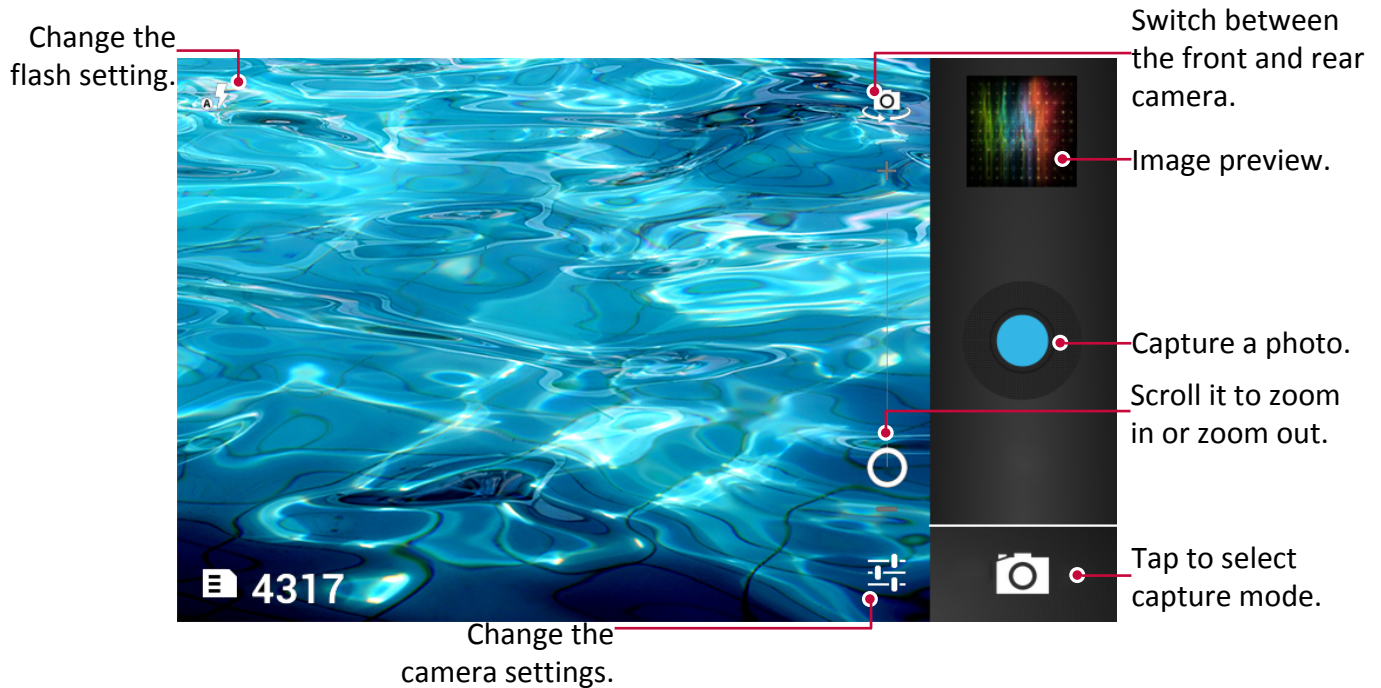 Change the
flash setting.
Switch between
the front and rear
camera.
Image preview.
Capture a photo.
Scroll it to zoom
in or zoom out.
Tap to select
capture mode.
A
4317
Change the
camera settings.